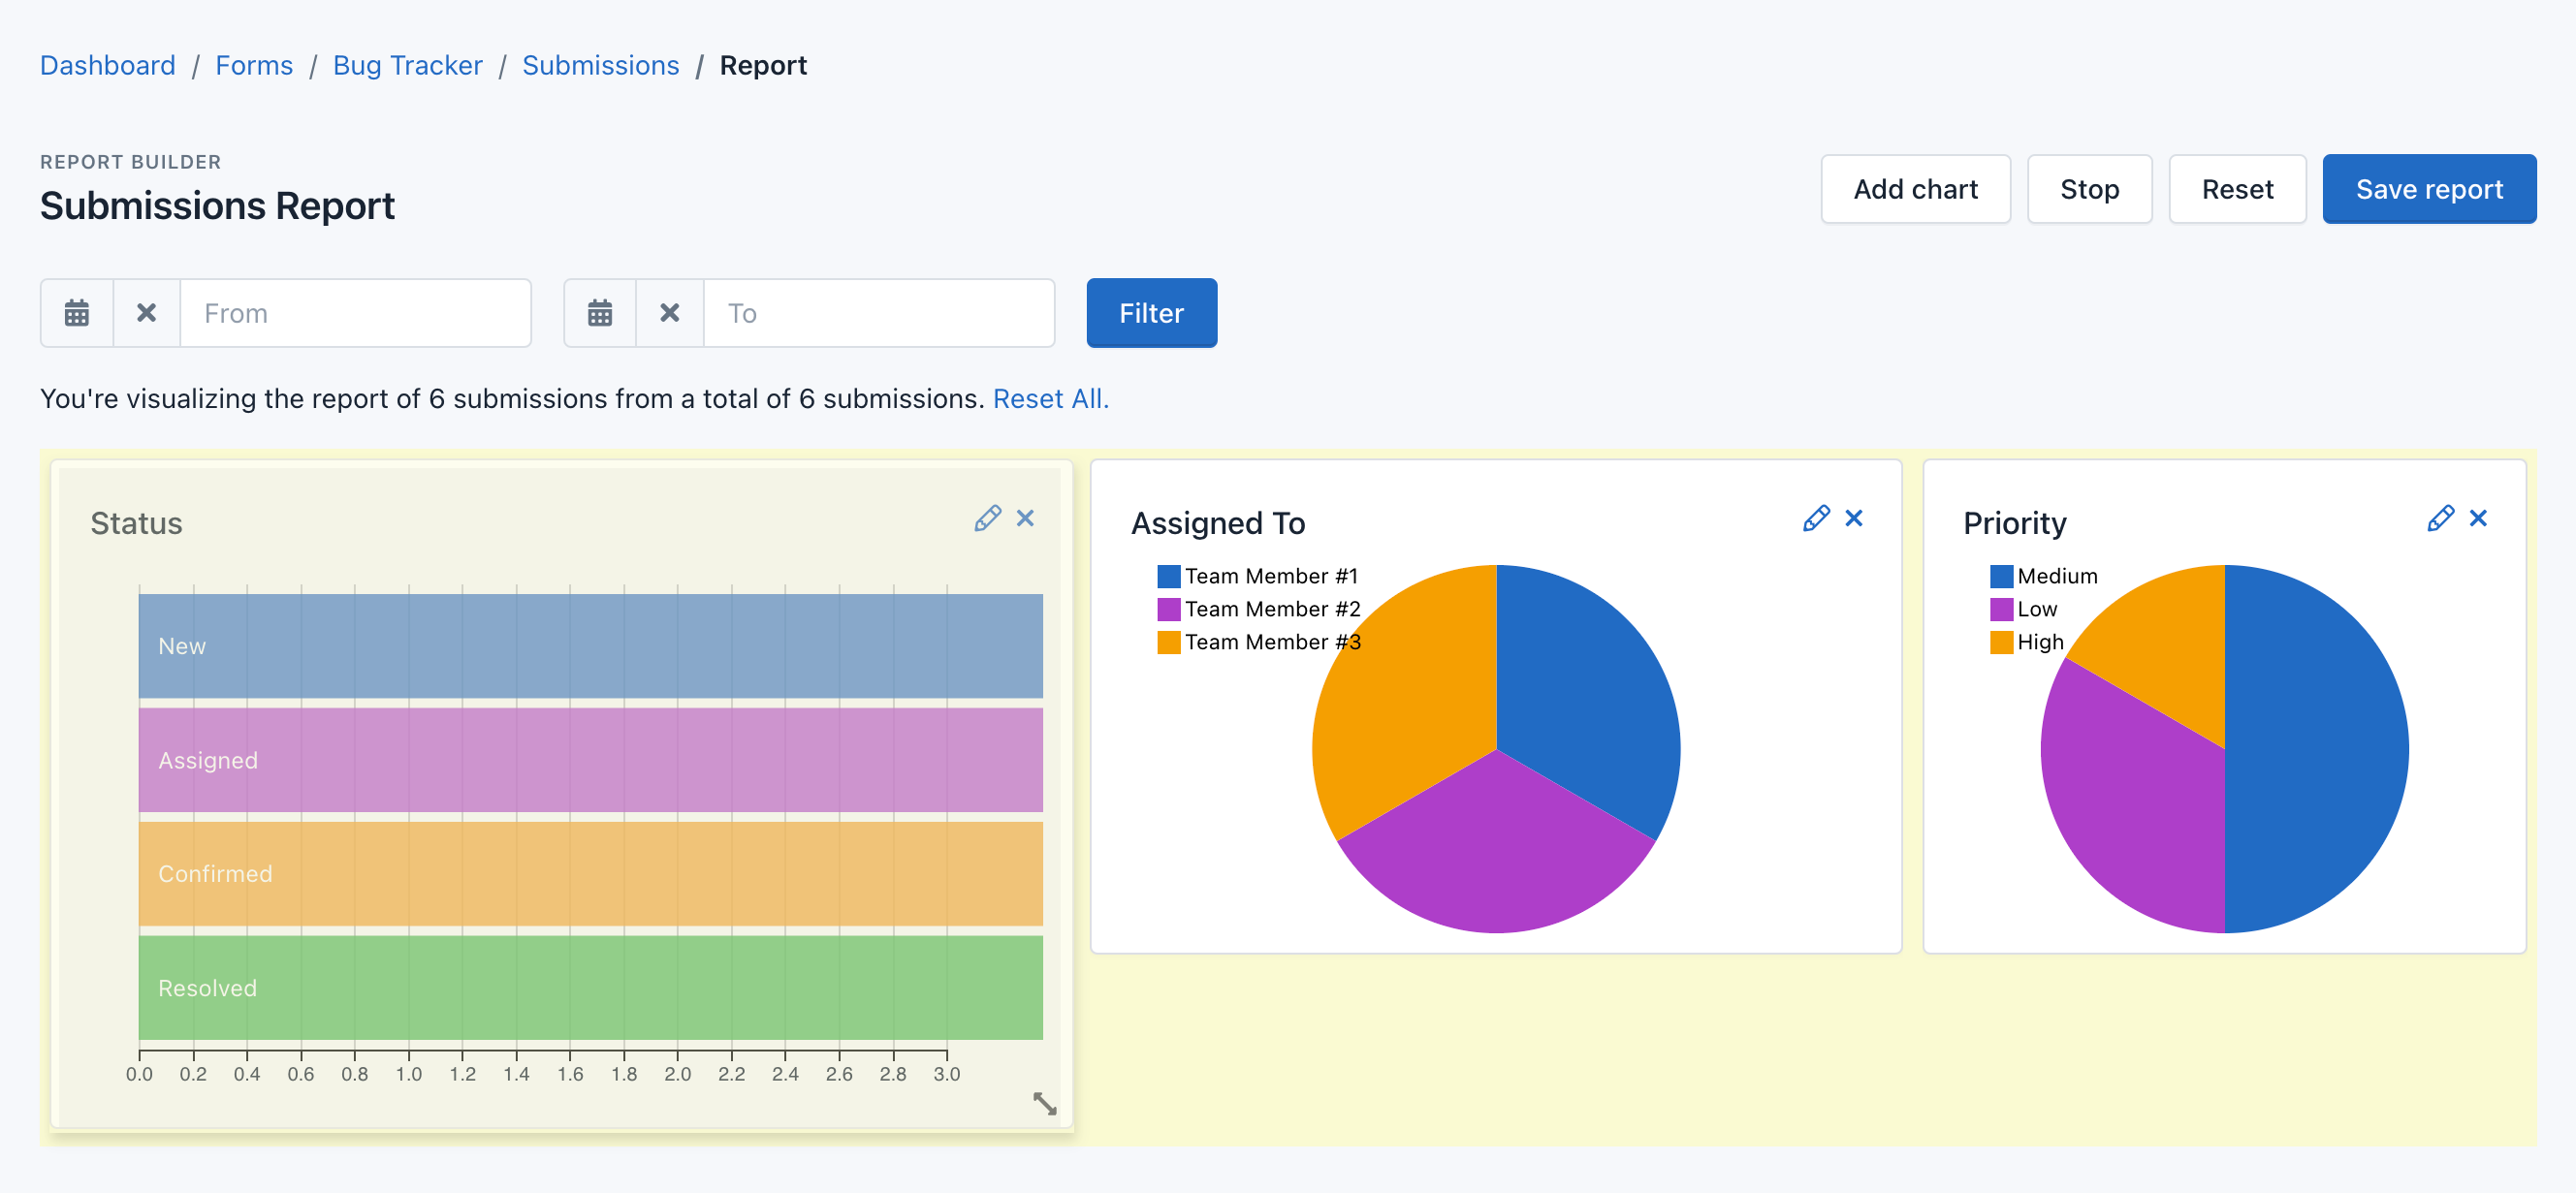 Dashboard / Forms / Bug Tracker / Submissions / Report
REPORT BUILDER
Submissions Report
Add chart
Stop
Reset
Save report
From
To
Filter
You're visualizing the report of 6 submissions from a total of 6 submissions. Reset All.
Status
New
Assigned
Confirmed
Resolved
0.0 0.2 0.4 0.6 0.8 1.0 1.2 1.4 1.6 1.8 2.0 2.2 2.4 2.6 2.8 3.0
Assigned To
Team Member #1
Team Member #2
Team Member #3
Priority
Medium
Low
High